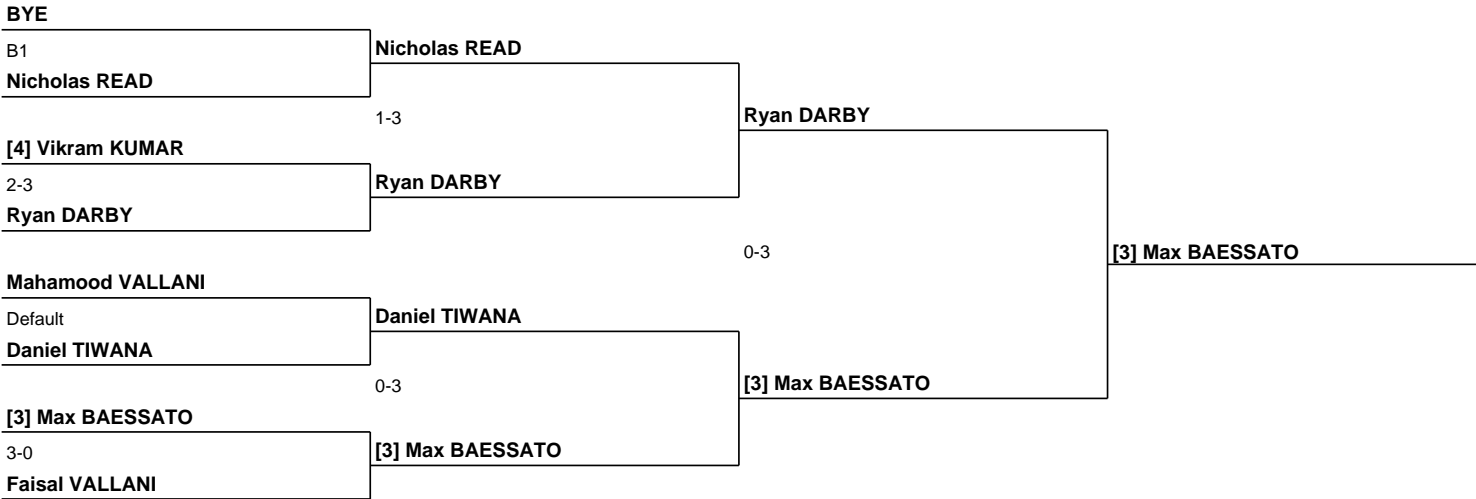 BYE
B1
Nicholas READ
Nicholas READ
1-3
Ryan DARBY
[4] Vikram KUMAR
2-3
Ryan DARBY
Ryan DARBY
0-3
[3] Max BAESSATO
Mahamood VALLANI
Default
Daniel TIWANA
Daniel TIWANA
0-3
[3] Max BAESSATO
[3] Max BAESSATO
3-0
[3] Max BAESSATO
Faisal VALLANI